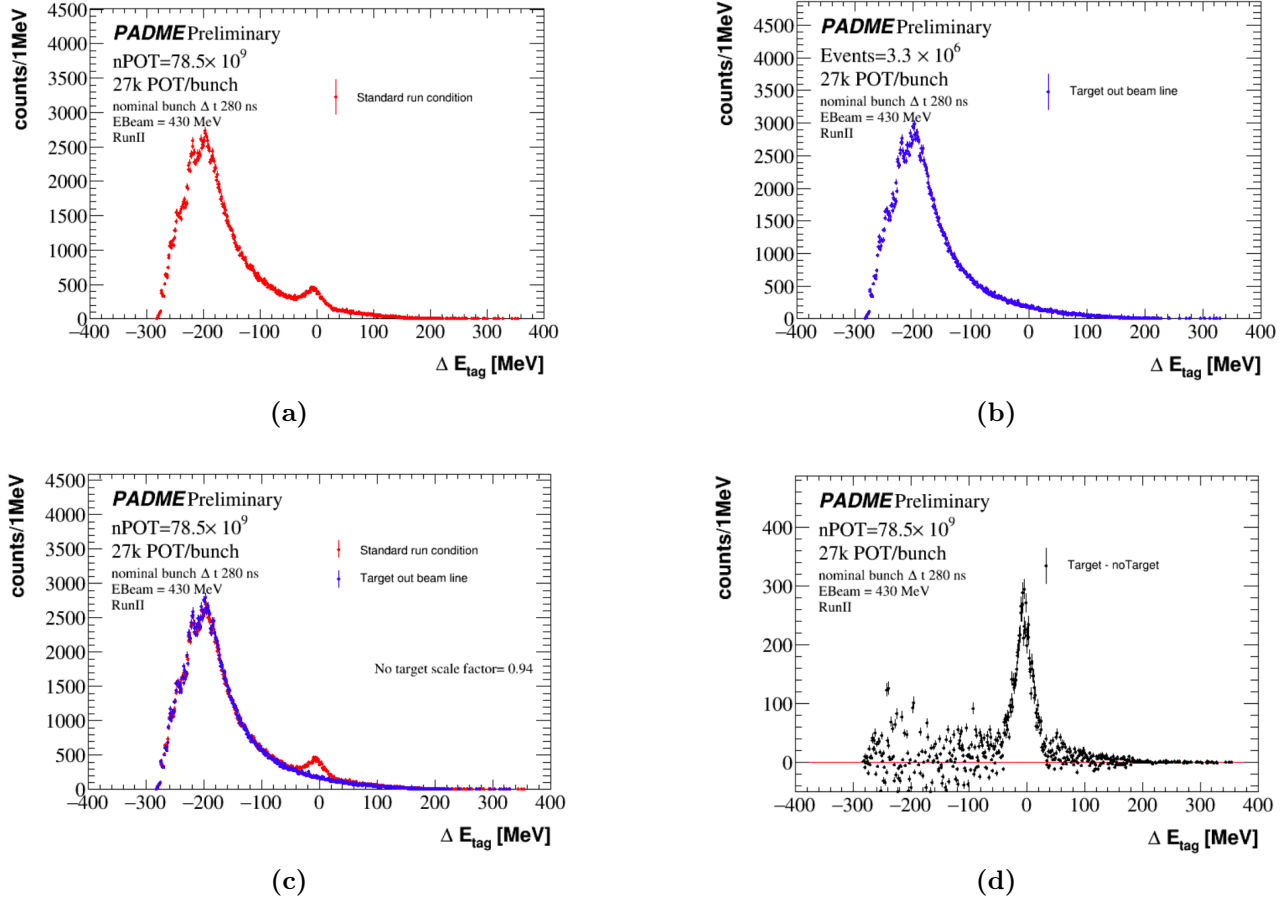 counts/1MeV
4500
4000
3500
3000
2500
2000
1500
1000
500
0
PADME Preliminary
nPOT=78.5× 10⁹
27k POT/bunch
nominal bunch Δ t 280 ns
EBeam = 430 MeV
RunII
Standard run condition
−400 −300 −200 −100 0 100 200 300 400
Δ E_tag [MeV]
(a)
counts/1MeV
4500
4000
3500
3000
2500
2000
1500
1000
500
0
PADME Preliminary
Events=3.3 × 10⁶
27k POT/bunch
nominal bunch Δ t 280 ns
EBeam = 430 MeV
RunII
Target out beam line
−400 −300 −200 −100 0 100 200 300 400
Δ E_tag [MeV]
(b)
counts/1MeV
4500
4000
3500
3000
2500
2000
1500
1000
500
0
PADME Preliminary
nPOT=78.5× 10⁹
27k POT/bunch
nominal bunch Δ t 280 ns
EBeam = 430 MeV
RunII
Standard run condition
Target out beam line
No target scale factor= 0.94
−400 −300 −200 −100 0 100 200 300 400
Δ E_tag [MeV]
(c)
counts/1MeV
400
300
200
100
0
PADME Preliminary
nPOT=78.5× 10⁹
27k POT/bunch
nominal bunch Δ t 280 ns
EBeam = 430 MeV
RunII
Target - noTarget
−400 −300 −200 −100 0 100 200 300 400
Δ E_tag [MeV]
(d)